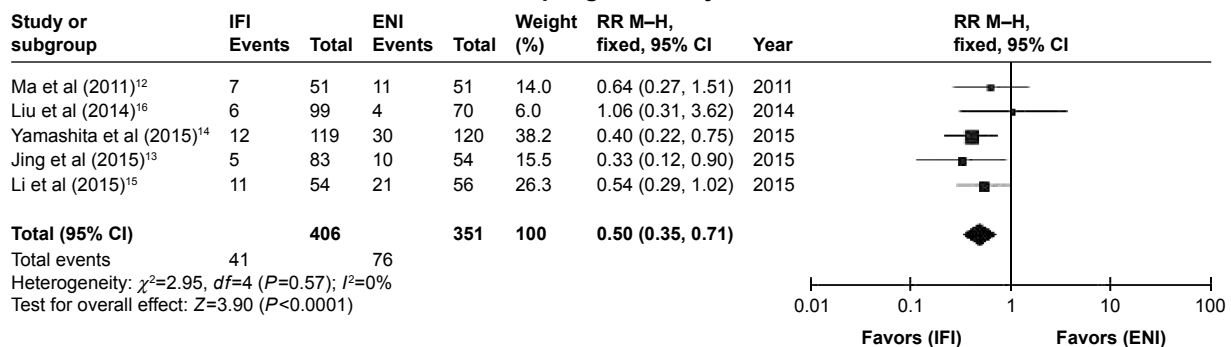 Study or IFI ENI Weight RR M–H, RR M–H,
subgroup Events Total Events Total (%) fixed, 95% CI Year fixed, 95% CI
Ma et al (2011)¹² 7 51 11 51 14.0 0.64 (0.27, 1.51) 2011
Liu et al (2014)¹⁶ 6 99 4 70 6.0 1.06 (0.31, 3.62) 2014
Yamashita et al (2015)¹⁴ 12 119 30 120 38.2 0.40 (0.22, 0.75) 2015
Jing et al (2015)¹³ 5 83 10 54 15.5 0.33 (0.12, 0.90) 2015
Li et al (2015)¹⁵ 11 54 21 56 26.3 0.54 (0.29, 1.02) 2015
Total (95% CI) 406 351 100 0.50 (0.35, 0.71)
Total events 41 76
Heterogeneity: χ²=2.95, df=4 (P=0.57); I²=0%
Test for overall effect: Z=3.90 (P<0.0001)
0.01 0.1 1 10 100
Favors (IFI) Favors (ENI)